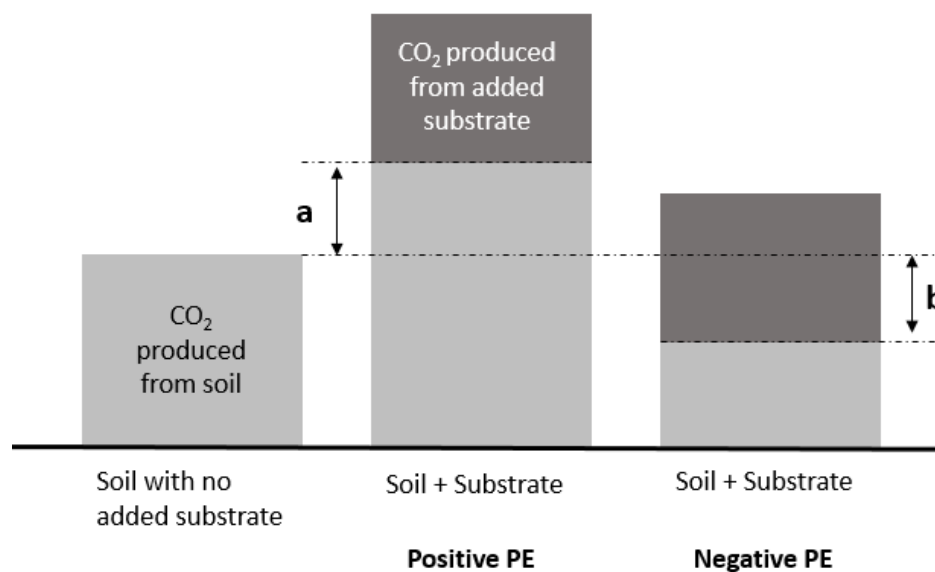 CO₂ produced
from added
substrate
a
b
CO₂
produced
from soil
Soil with no
added substrate
Soil + Substrate
Soil + Substrate
Positive PE
Negative PE